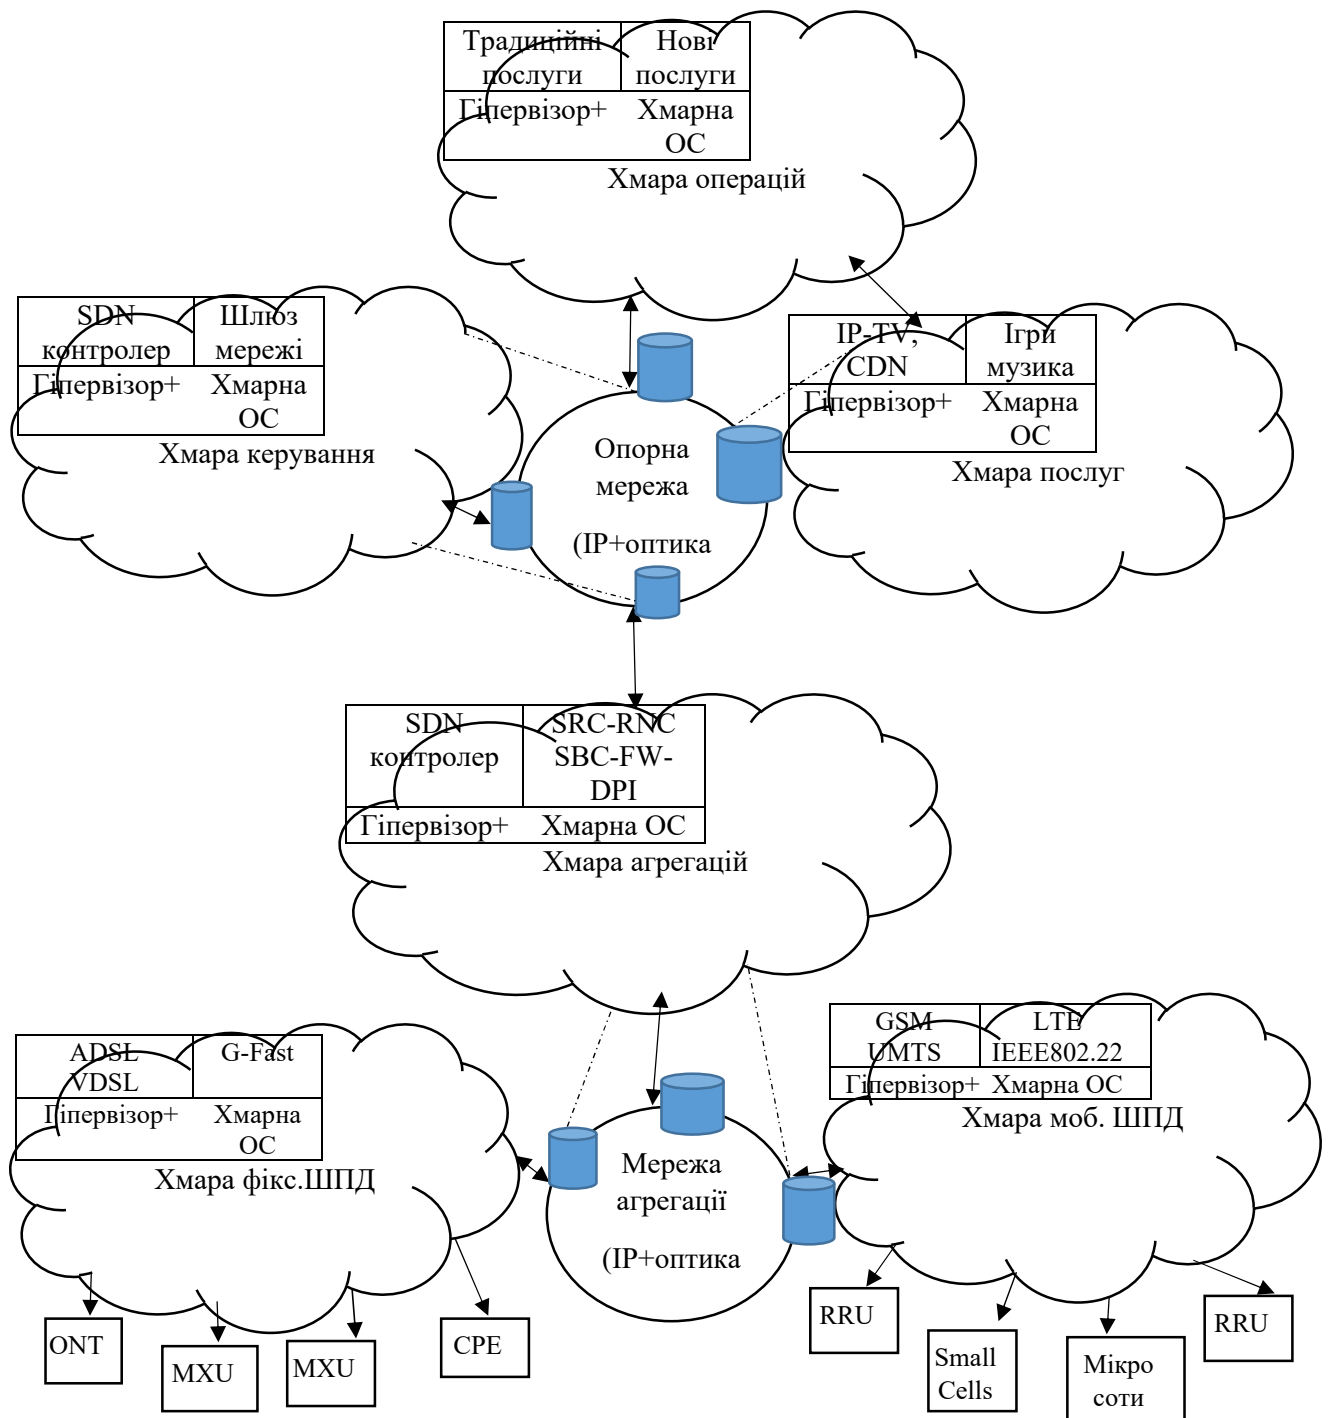 Традиційні
послуги
Нові
послуги
Гіпервізор+
Хмарна
ОС
Хмара операцій
SDN
контролер
Шлюз
мережі
Гіпервізор+
Хмарна
ОС
Хмара керування
IP-TV,
CDN
Ігри
музика
Гіпервізор+
Хмарна
ОС
Хмара послуг
Опорна
мережа
(IP+оптика
SDN
контролер
SRC-RNC
SBC-FW-
DPI
Гіпервізор+
Хмарна ОС
Хмара агрегацій
ADSL
VDSL
G-Fast
Гіпервізор+
Хмарна
ОС
Хмара фікс.ШПД
Мережа
агрегації
(IP+оптика
GSM
UMTS
LTE
IEEE802.22
Гіпервізор+
Хмарна ОС
Хмара моб. ШПД
ONT
MXU
MXU
CPE
RRU
Small
Cells
Мікро
соти
RRU